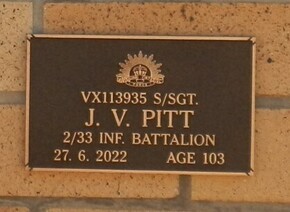 VX113935 S/SGT.
J. V. PITT
2/33 INF. BATTALION
27. 6. 2022 AGE 103